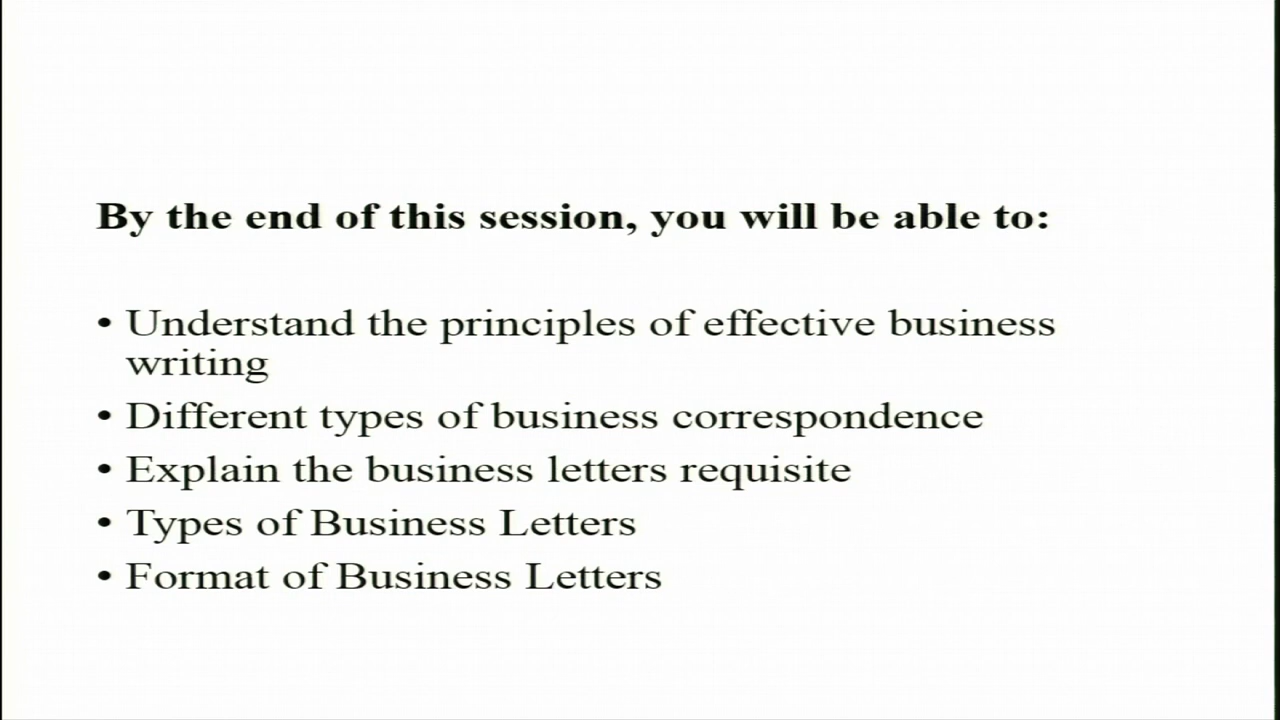 By the end of this session, you will be able to:
• Understand the principles of effective business
writing
• Different types of business correspondence
• Explain the business letters requisite
• Types of Business Letters
• Format of Business Letters